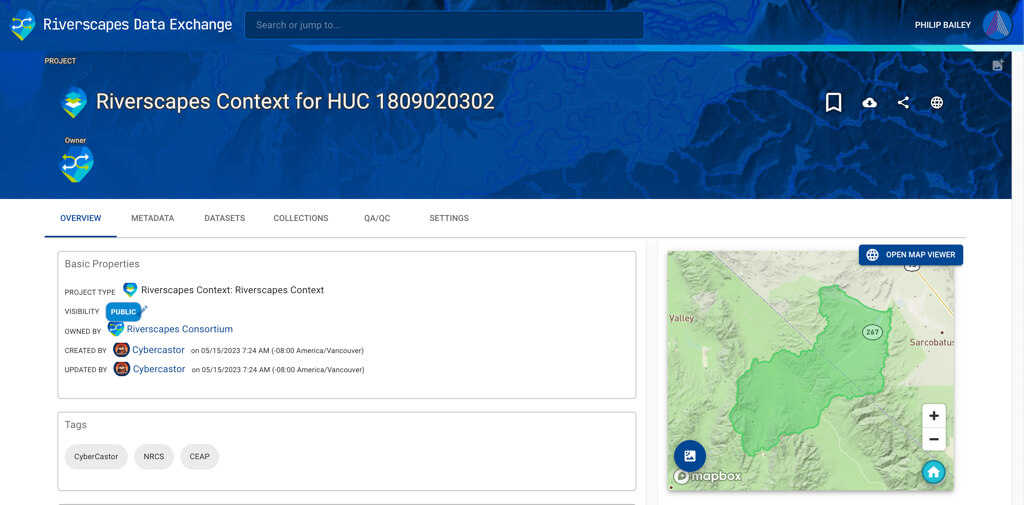 Riverscapes Data Exchange
Search or jump to...
PHILIP BAILEY
PROJECT
Riverscapes Context for HUC 1809020302
Owner
OVERVIEW METADATA DATASETS COLLECTIONS QA/QC SETTINGS
Basic Properties
PROJECT TYPE Riverscapes Context: Riverscapes Context
VISIBILITY PUBLIC
OWNED BY Riverscapes Consortium
CREATED BY Cybercastor on 05/15/2023 7:24 AM (-08:00 America/Vancouver)
UPDATED BY Cybercastor on 05/15/2023 7:24 AM (-08:00 America/Vancouver)
Tags
CyberCastor NRCS CEAP
OPEN MAP VIEWER
Valley
267
Sarcobatus
+
−
mapbox